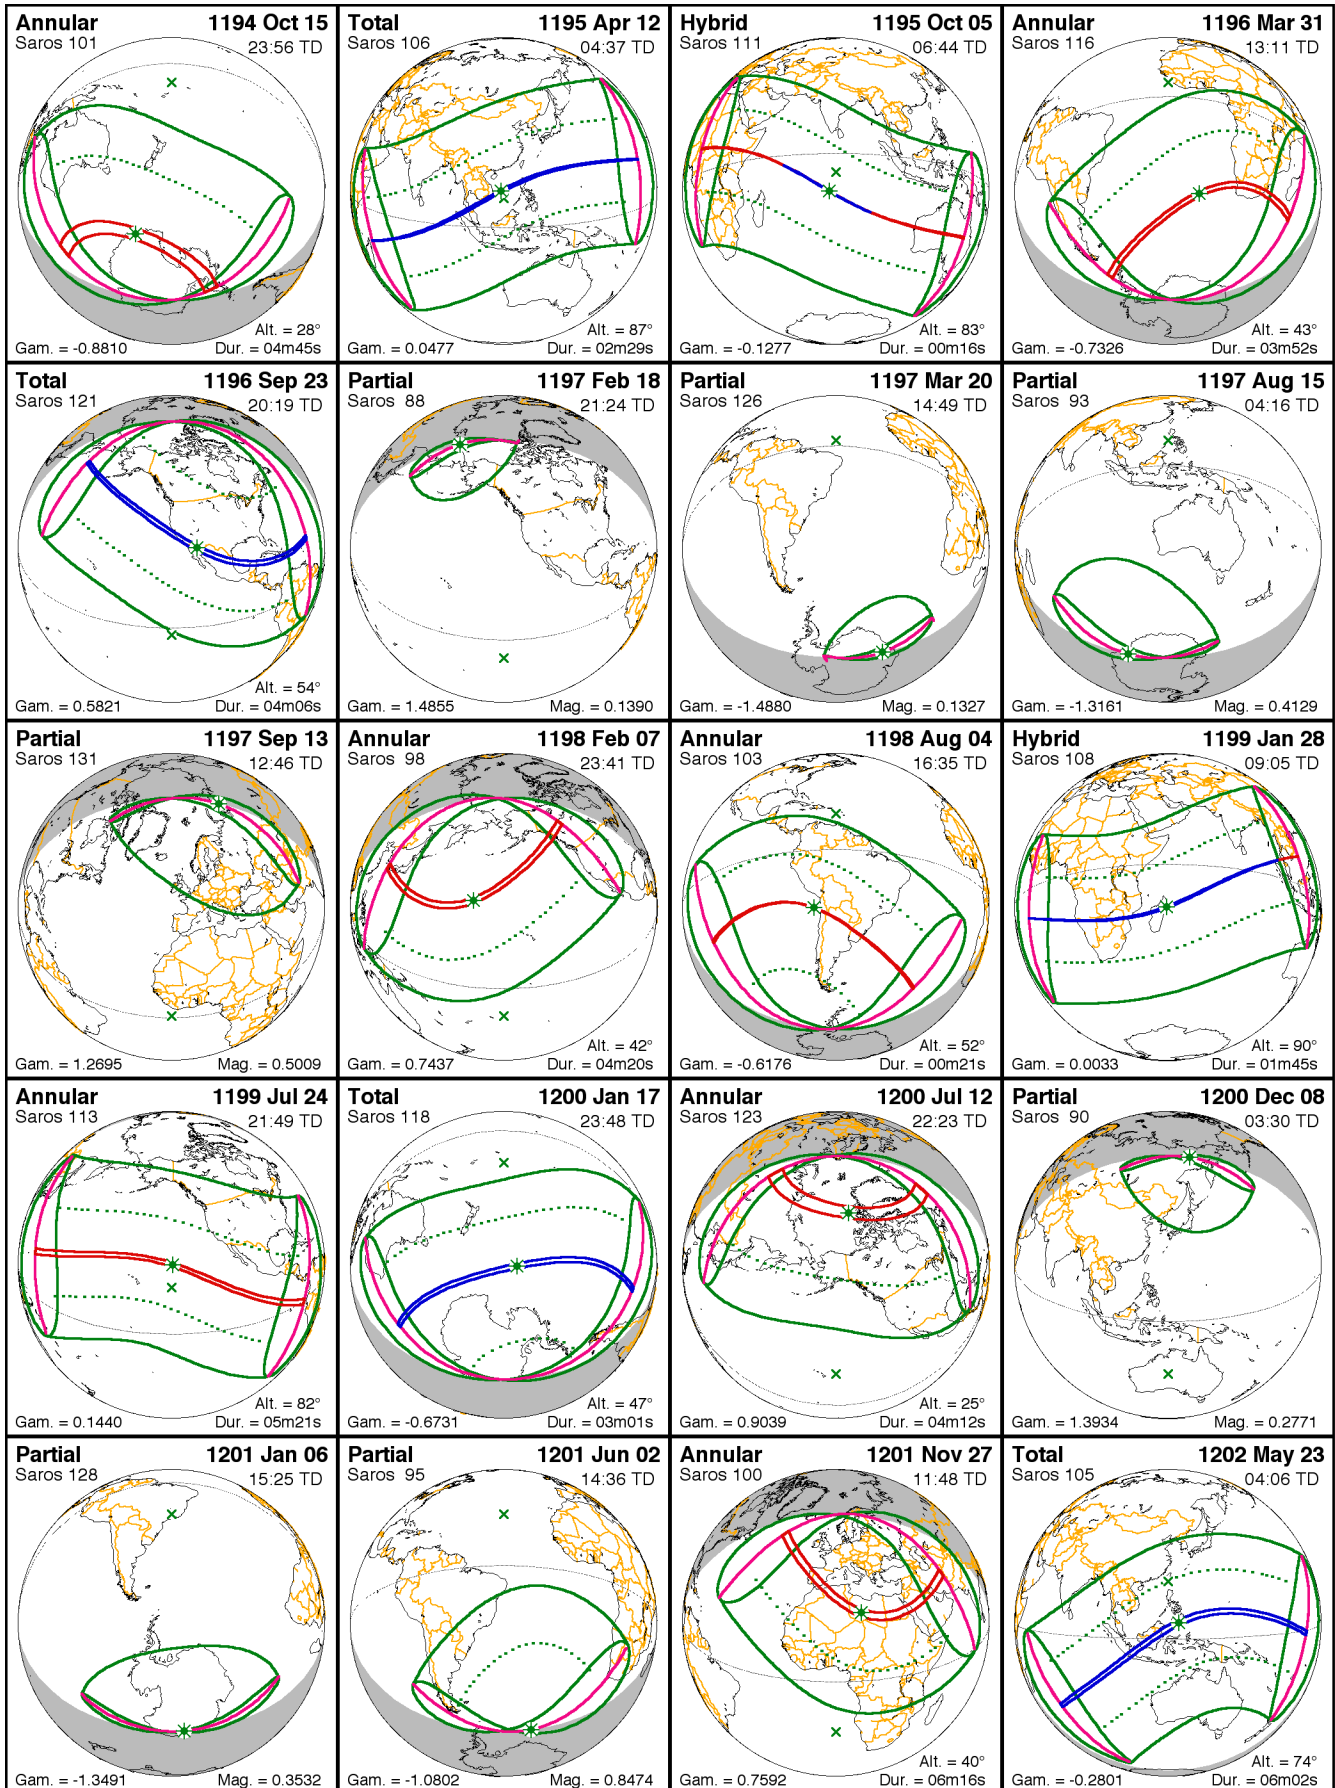 Annular 1194 Oct 15
Saros 101 23:56 TD
Alt. = 28°
Gam. = -0.8810 Dur. = 04m45s
Total 1195 Apr 12
Saros 106 04:37 TD
Alt. = 87°
Gam. = 0.0477 Dur. = 02m29s
Hybrid 1195 Oct 05
Saros 111 06:44 TD
Alt. = 83°
Gam. = -0.1277 Dur. = 00m16s
Annular 1196 Mar 31
Saros 116 13:11 TD
Alt. = 43°
Gam. = -0.7326 Dur. = 03m52s
Total 1196 Sep 23
Saros 121 20:19 TD
Alt. = 54°
Gam. = 0.5821 Dur. = 04m06s
Partial 1197 Feb 18
Saros 88 21:24 TD
Gam. = 1.4855 Mag. = 0.1390
Partial 1197 Mar 20
Saros 126 14:49 TD
Gam. = -1.4880 Mag. = 0.1327
Partial 1197 Aug 15
Saros 93 04:16 TD
Gam. = -1.3161 Mag. = 0.4129
Partial 1197 Sep 13
Saros 131 12:46 TD
Gam. = 1.2695 Mag. = 0.5009
Annular 1198 Feb 07
Saros 98 23:41 TD
Alt. = 42°
Gam. = 0.7437 Dur. = 04m20s
Annular 1198 Aug 04
Saros 103 16:35 TD
Alt. = 52°
Gam. = -0.6176 Dur. = 00m21s
Hybrid 1199 Jan 28
Saros 108 09:05 TD
Alt. = 90°
Gam. = 0.0033 Dur. = 01m45s
Annular 1199 Jul 24
Saros 113 21:49 TD
Alt. = 82°
Gam. = 0.1440 Dur. = 05m21s
Total 1200 Jan 17
Saros 118 23:48 TD
Alt. = 47°
Gam. = -0.6731 Dur. = 03m01s
Annular 1200 Jul 12
Saros 123 22:23 TD
Alt. = 25°
Gam. = 0.9039 Dur. = 04m12s
Partial 1200 Dec 08
Saros 90 03:30 TD
Gam. = 1.3934 Mag. = 0.2771
Partial 1201 Jan 06
Saros 128 15:25 TD
Gam. = -1.3491 Mag. = 0.3532
Partial 1201 Jun 02
Saros 95 14:36 TD
Gam. = -1.0802 Mag. = 0.8474
Annular 1201 Nov 27
Saros 100 11:48 TD
Alt. = 40°
Gam. = 0.7592 Dur. = 06m16s
Total 1202 May 23
Saros 105 04:06 TD
Alt. = 74°
Gam. = -0.2801 Dur. = 06m02s